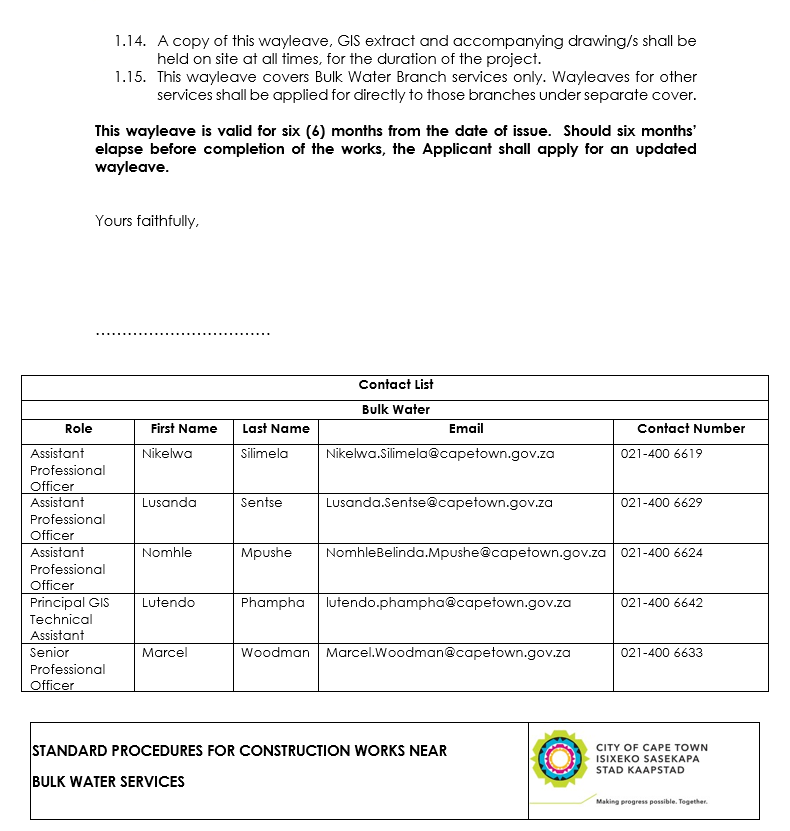 1.14. A copy of this wayleave, GIS extract and accompanying drawing/s shall be
held on site at all times, for the duration of the project.
1.15. This wayleave covers Bulk Water Branch services only. Wayleaves for other
services shall be applied for directly to those branches under separate cover.
This wayleave is valid for six (6) months from the date of issue. Should six months’
elapse before completion of the works, the Applicant shall apply for an updated
wayleave.
Yours faithfully,
.................................
Contact List
Bulk Water
Role First Name Last Name Email Contact Number
Assistant Nikelwa Silimela Nikelwa.Silimela@capetown.gov.za 021-400 6619
Professional
Officer
Assistant Lusanda Sentse Lusanda.Sentse@capetown.gov.za 021-400 6629
Professional
Officer
Assistant Nomhle Mpushe NomhleBelinda.Mpushe@capetown.gov.za 021-400 6624
Professional
Officer
Principal GIS Lutendo Phampha lutendo.phampha@capetown.gov.za 021-400 6642
Technical
Assistant
Senior Marcel Woodman Marcel.Woodman@capetown.gov.za 021-400 6633
Professional
Officer
STANDARD PROCEDURES FOR CONSTRUCTION WORKS NEAR
BULK WATER SERVICES
CITY OF CAPE TOWN
ISIXEKO SASEKAPA
STAD KAAPSTAD
Making progress possible. Together.